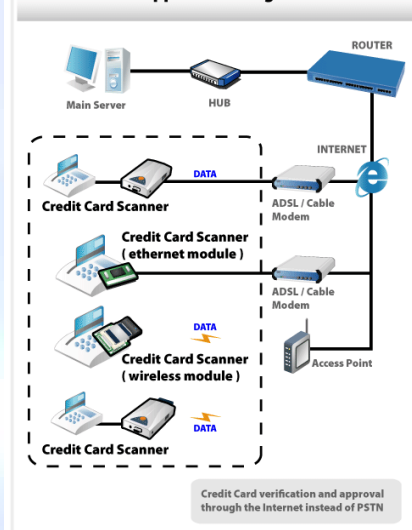 ROUTER
Main Server
HUB
INTERNET
DATA
Credit Card Scanner
ADSL / Cable
Modem
Credit Card Scanner
( ethernet module )
ADSL / Cable
Modem
DATA
Credit Card Scanner
( wireless module )
Access Point
DATA
Credit Card Scanner
Credit Card verification and approval
through the Internet instead of PSTN